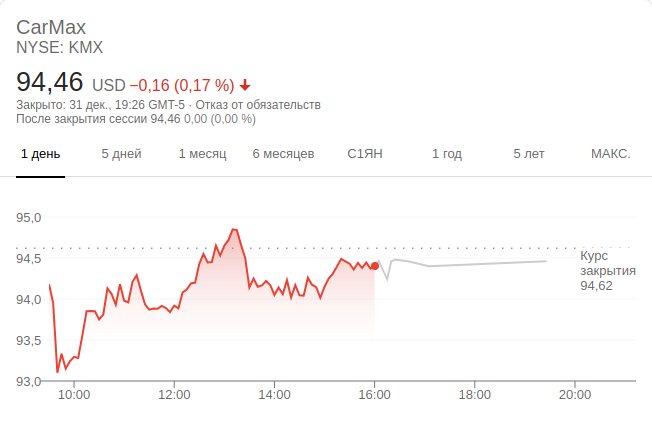 CarMax
NYSE: KMX
94,46 USD −0,16 (0,17 %)
Закрыто: 31 дек., 19:26 GMT-5 · Отказ от обязательств
После закрытия сессии 94,46 0,00 (0,00 %)
1 день 5 дней 1 месяц 6 месяцев С1ЯН 1 год 5 лет МАКС.
95,0
94,5
94,0
93,5
93,0
Курс
закрытия
94,62
10:00 12:00 14:00 16:00 18:00 20:00